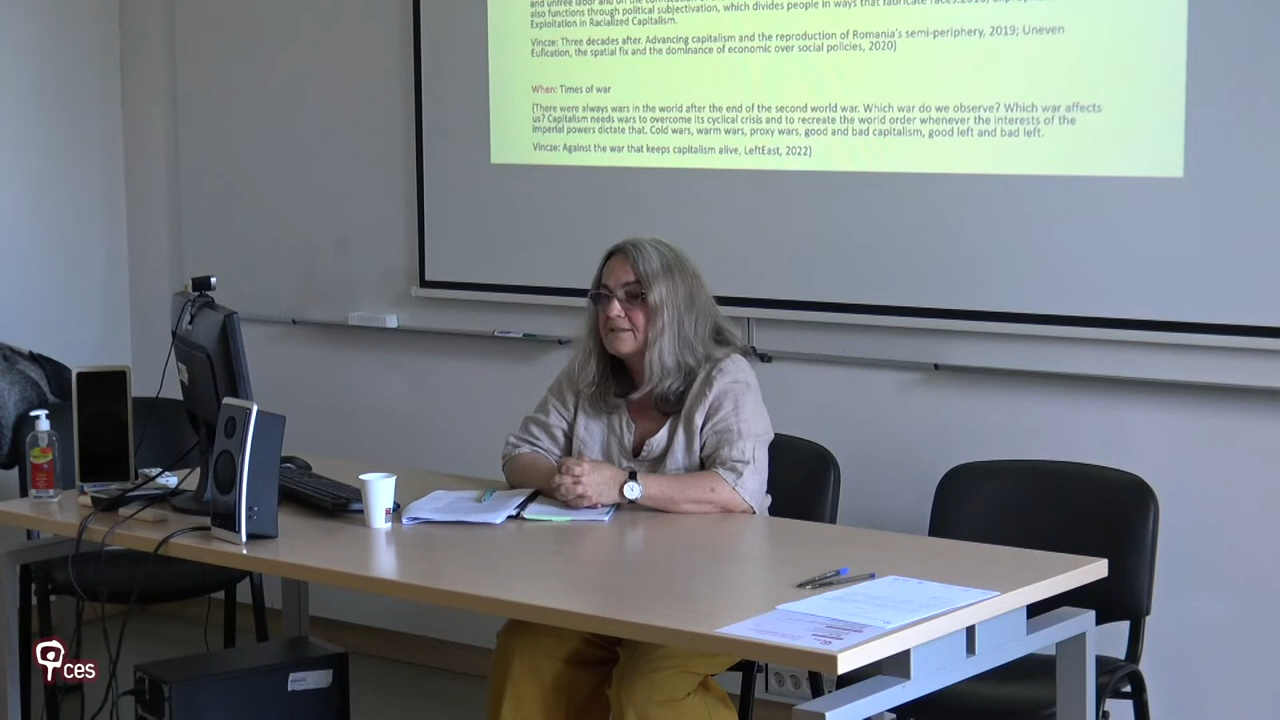 and unfree labor and on the connection of the
also functions through political subjectivation, which divides people in ways that fabricate races.2018;
Exploitation in Racialized Capitalism.
Vincze: Three decades after. Advancing capitalism and the reproduction of Romania's semi-periphery, 2019; Uneven
Eufication, the spatial fix and the dominance of economic over social policies, 2020)
When: Times of war
(There were always wars in the world after the end of the second world war. Which war do we observe? Which war affects
us? Capitalism needs wars to overcome its cyclical crisis and to recreate the world order whenever the interests of the
imperial powers dictate that. Cold wars, warm wars, proxy wars, good and bad capitalism, good left and bad left.
Vincze: Against the war that keeps capitalism alive, LeftEast, 2022)
ces